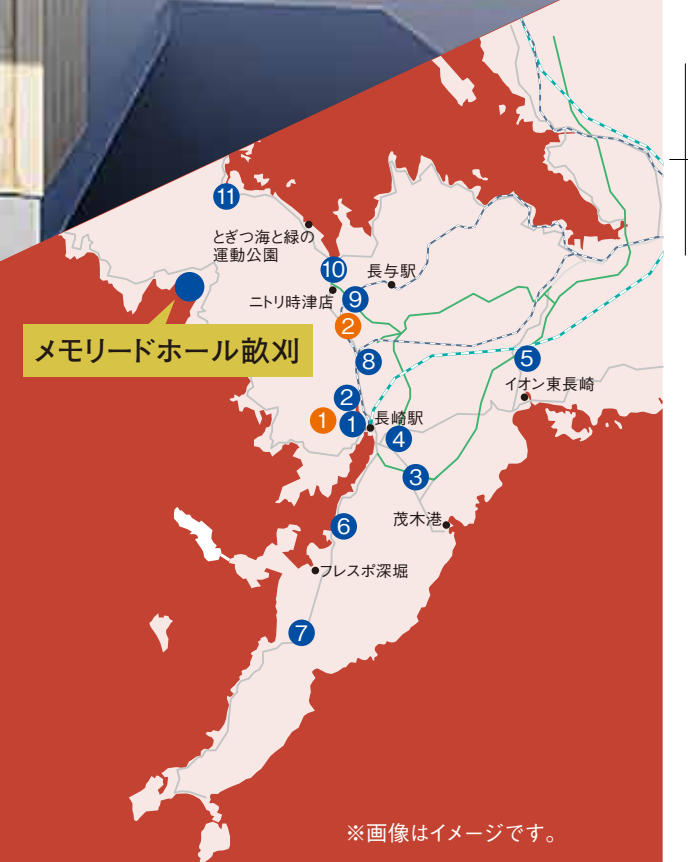 11
とぎつ海と緑の
運動公園
10
長与駅
ニトリ時津店
9
2
メモリードホール畝刈
8
5
イオン東長崎
2
1
1
長崎駅
4
3
茂木港
6
フレスポ深堀
7
※画像はイメージです。